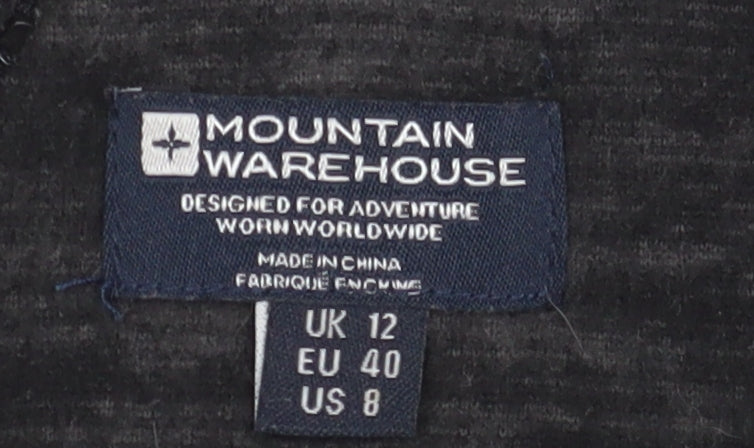 MOUNTAIN
WAREHOUSE
DESIGNED FOR ADVENTURE
WORN WORLDWIDE
MADE IN CHINA
FABRIQUÉ EN CHINE
UK 12
EU 40
US 8